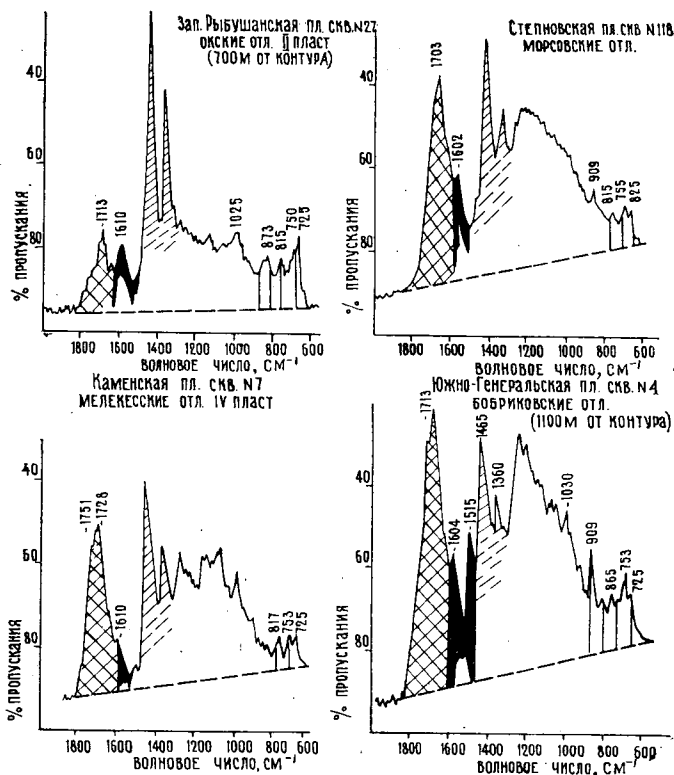 Зап. Рыбушанская пл. скв. N27
окские отл. II пласт
(700м от контура)
% пропускания
40
60
80
1713
1610
1025
873
815
750
725
1800 1600 1400 1200 1000 800 600
волновое число, см⁻¹
Степновская пл. скв N118
морсовские отл.
% пропускания
40
60
80
1703
-1602
909
815
755
825
1800 1600 1400 1200 1000 800 600
волновое число, см⁻¹
Каменская пл. скв. N7
мелекесские отл. IV пласт
% пропускания
40
60
80
-1751
-1728
-1610
817
753
725
1800 1600 1400 1200 1000 800 600
волновое число, см⁻¹
Южно-Генеральская пл. скв. N4
бобриковские отл.
(1100м от контура)
% пропускания
40
60
80
-1713
-1604
-1515
1465
1360
-1030
909
865
753
725
1800 1600 1400 1200 1000 800 600
волновое число, см⁻¹